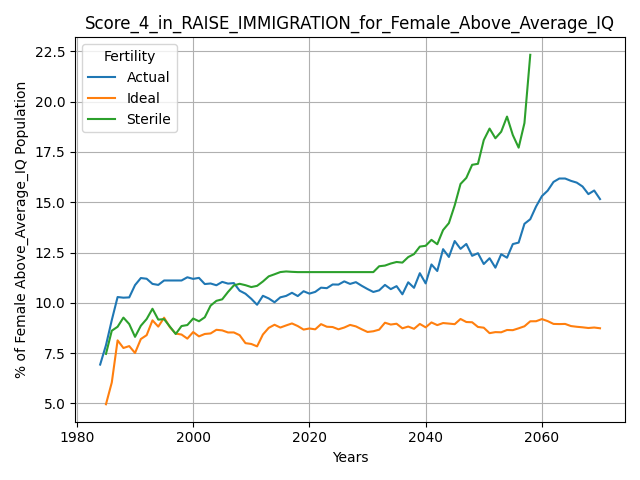 Score_4_in_RAISE_IMMIGRATION_for_Female_Above_Average_IQ
% of Female Above_Average_IQ Population
22.5
20.0
17.5
15.0
12.5
10.0
7.5
5.0
Fertility
Actual
Ideal
Sterile
1980
2000
2020
2040
2060
Years